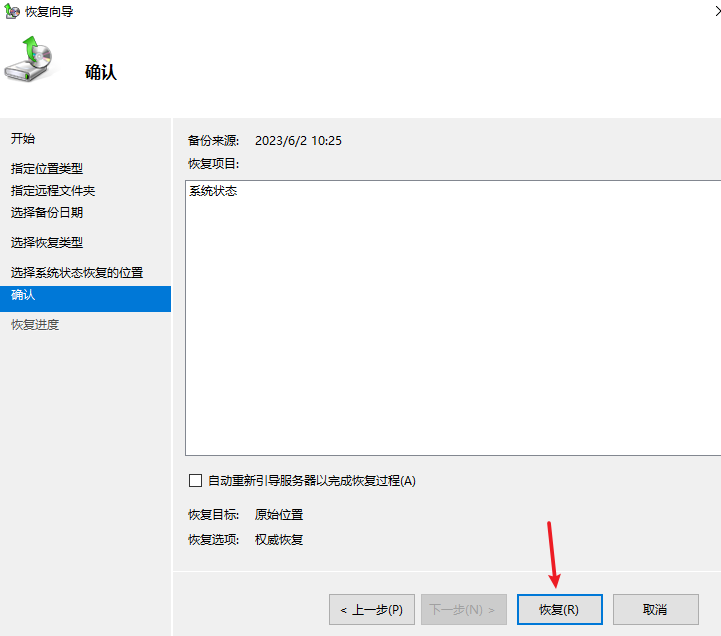 恢复向导
确认
开始
指定位置类型
指定远程文件夹
选择备份日期
选择恢复类型
选择系统状态恢复的位置
确认
恢复进度
备份来源: 2023/6/2 10:25
恢复项目:
系统状态
自动重新引导服务器以完成恢复过程(A)
恢复目标: 原始位置
恢复选项: 权威恢复
< 上一步(P) 下一步(N) > 恢复(R) 取消